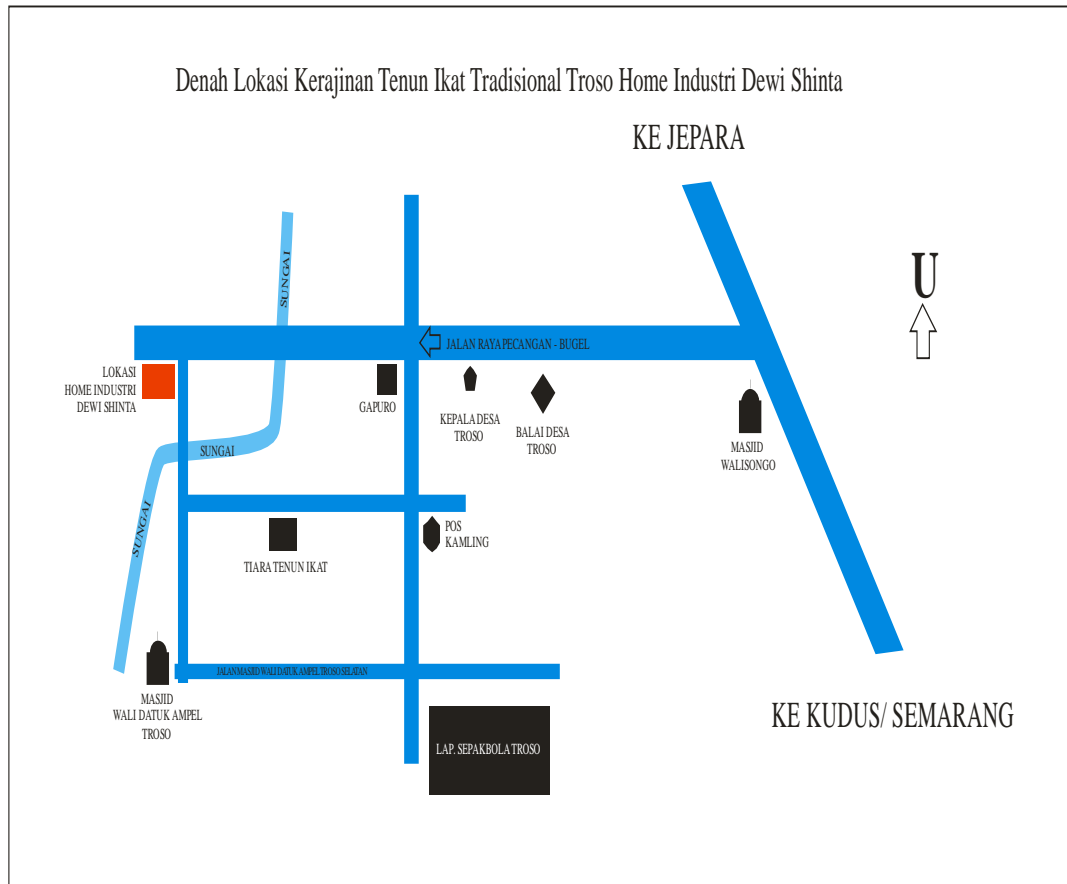 Denah Lokasi Kerajinan Tenun Ikat Tradisional Troso Home Industri Dewi Shinta
KE JEPARA
U
SUNGAI
JALAN RAYA PECANGAN - BUGEL
LOKASI
HOME INDUSTRI
DEWI SHINTA
GAPURO
KEPALA DESA
TROSO
BALAI DESA
TROSO
MASJID
WALISONGO
SUNGAI
SUNGAI
POS
KAMLING
TIARA TENUN IKAT
JALAN MASJID WALI DATUK AMPEL TROSO SELATAN
MASJID
WALI DATUK AMPEL
TROSO
KE KUDUS/ SEMARANG
LAP. SEPAKBOLA TROSO